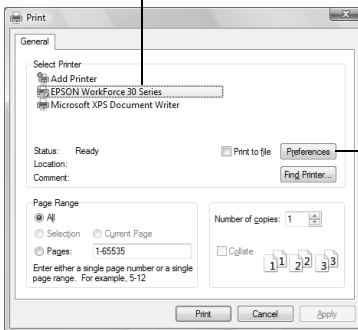 Print
General
Select Printer
Add Printer
EPSON WorkForce 30 Series
Microsoft XPS Document Writer
Status: Ready
Location:
Comment:
Print to file Preferences
Find Printer...
Page Range
All
Selection Current Page
Pages: 1-65535
Enter either a single page number or a single
page range. For example, 5-12
Number of copies: 1
Collate
1 1 2 2 3 3
Print Cancel Apply